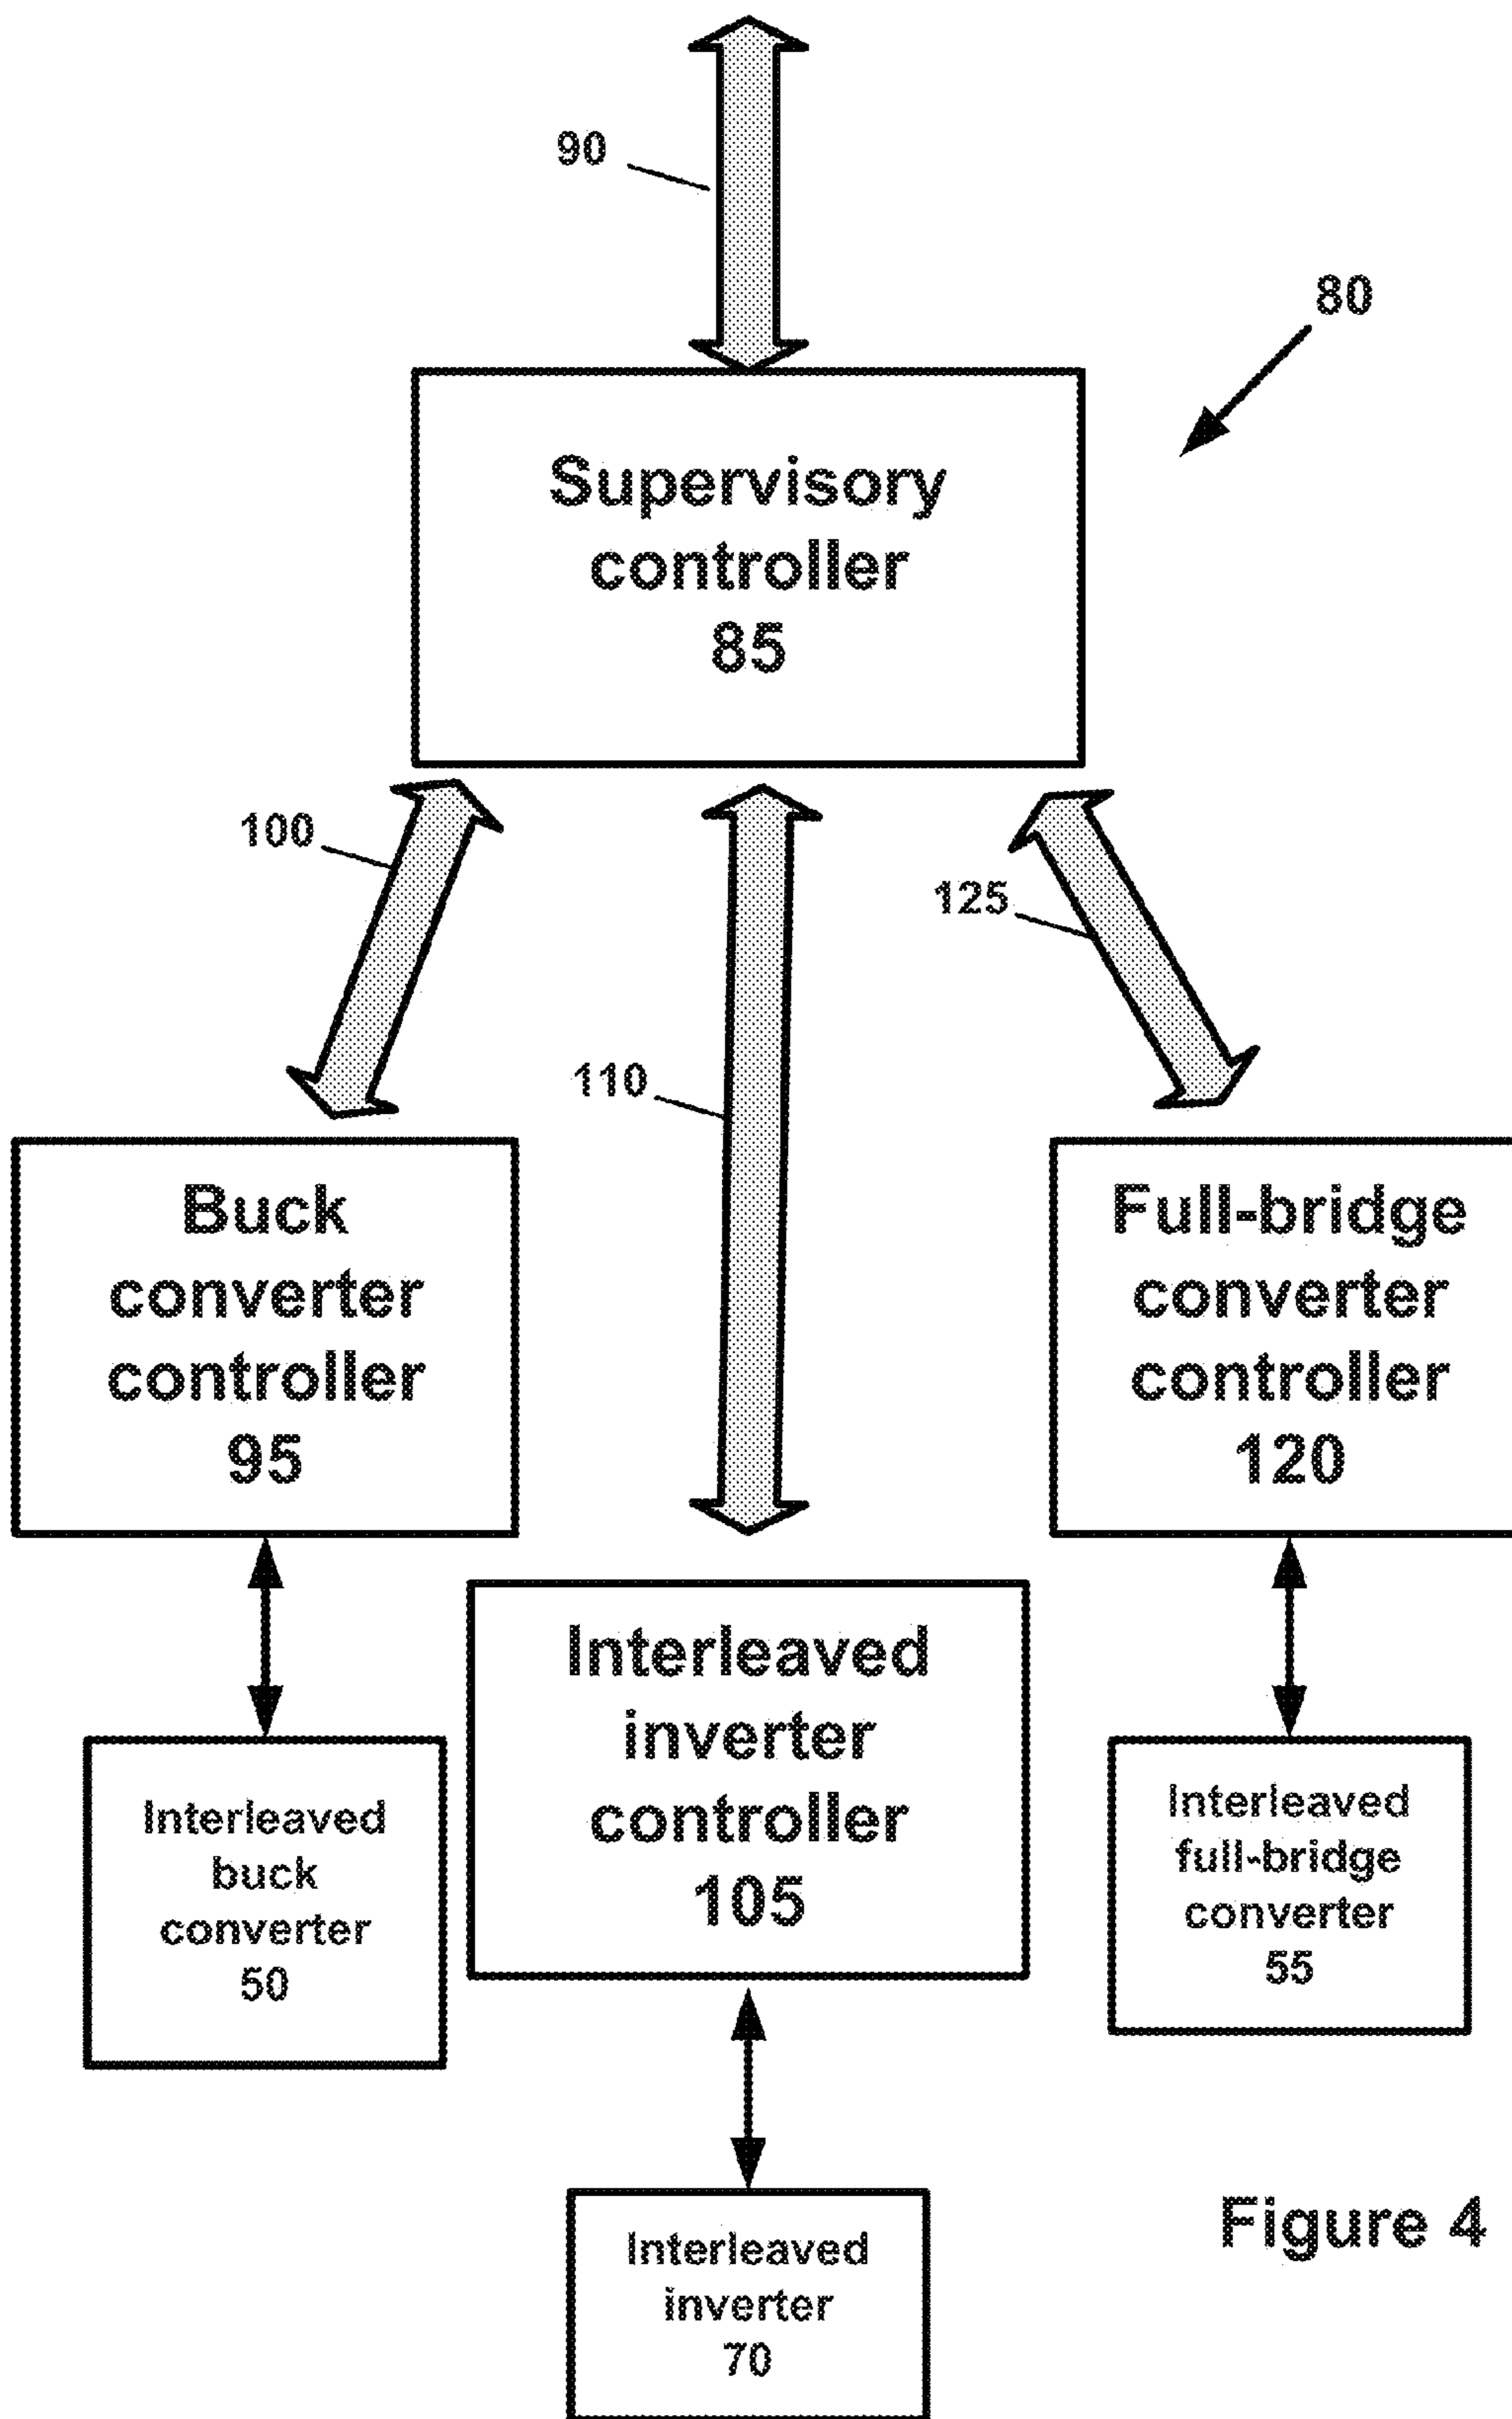 90
80
Supervisory
controller
85
100
125
110
Buck
converter
controller
95
Full-bridge
converter
controller
120
Interleaved
inverter
controller
105
Interleaved
buck
converter
50
Interleaved
full-bridge
converter
55
Interleaved
inverter
70
Figure 4